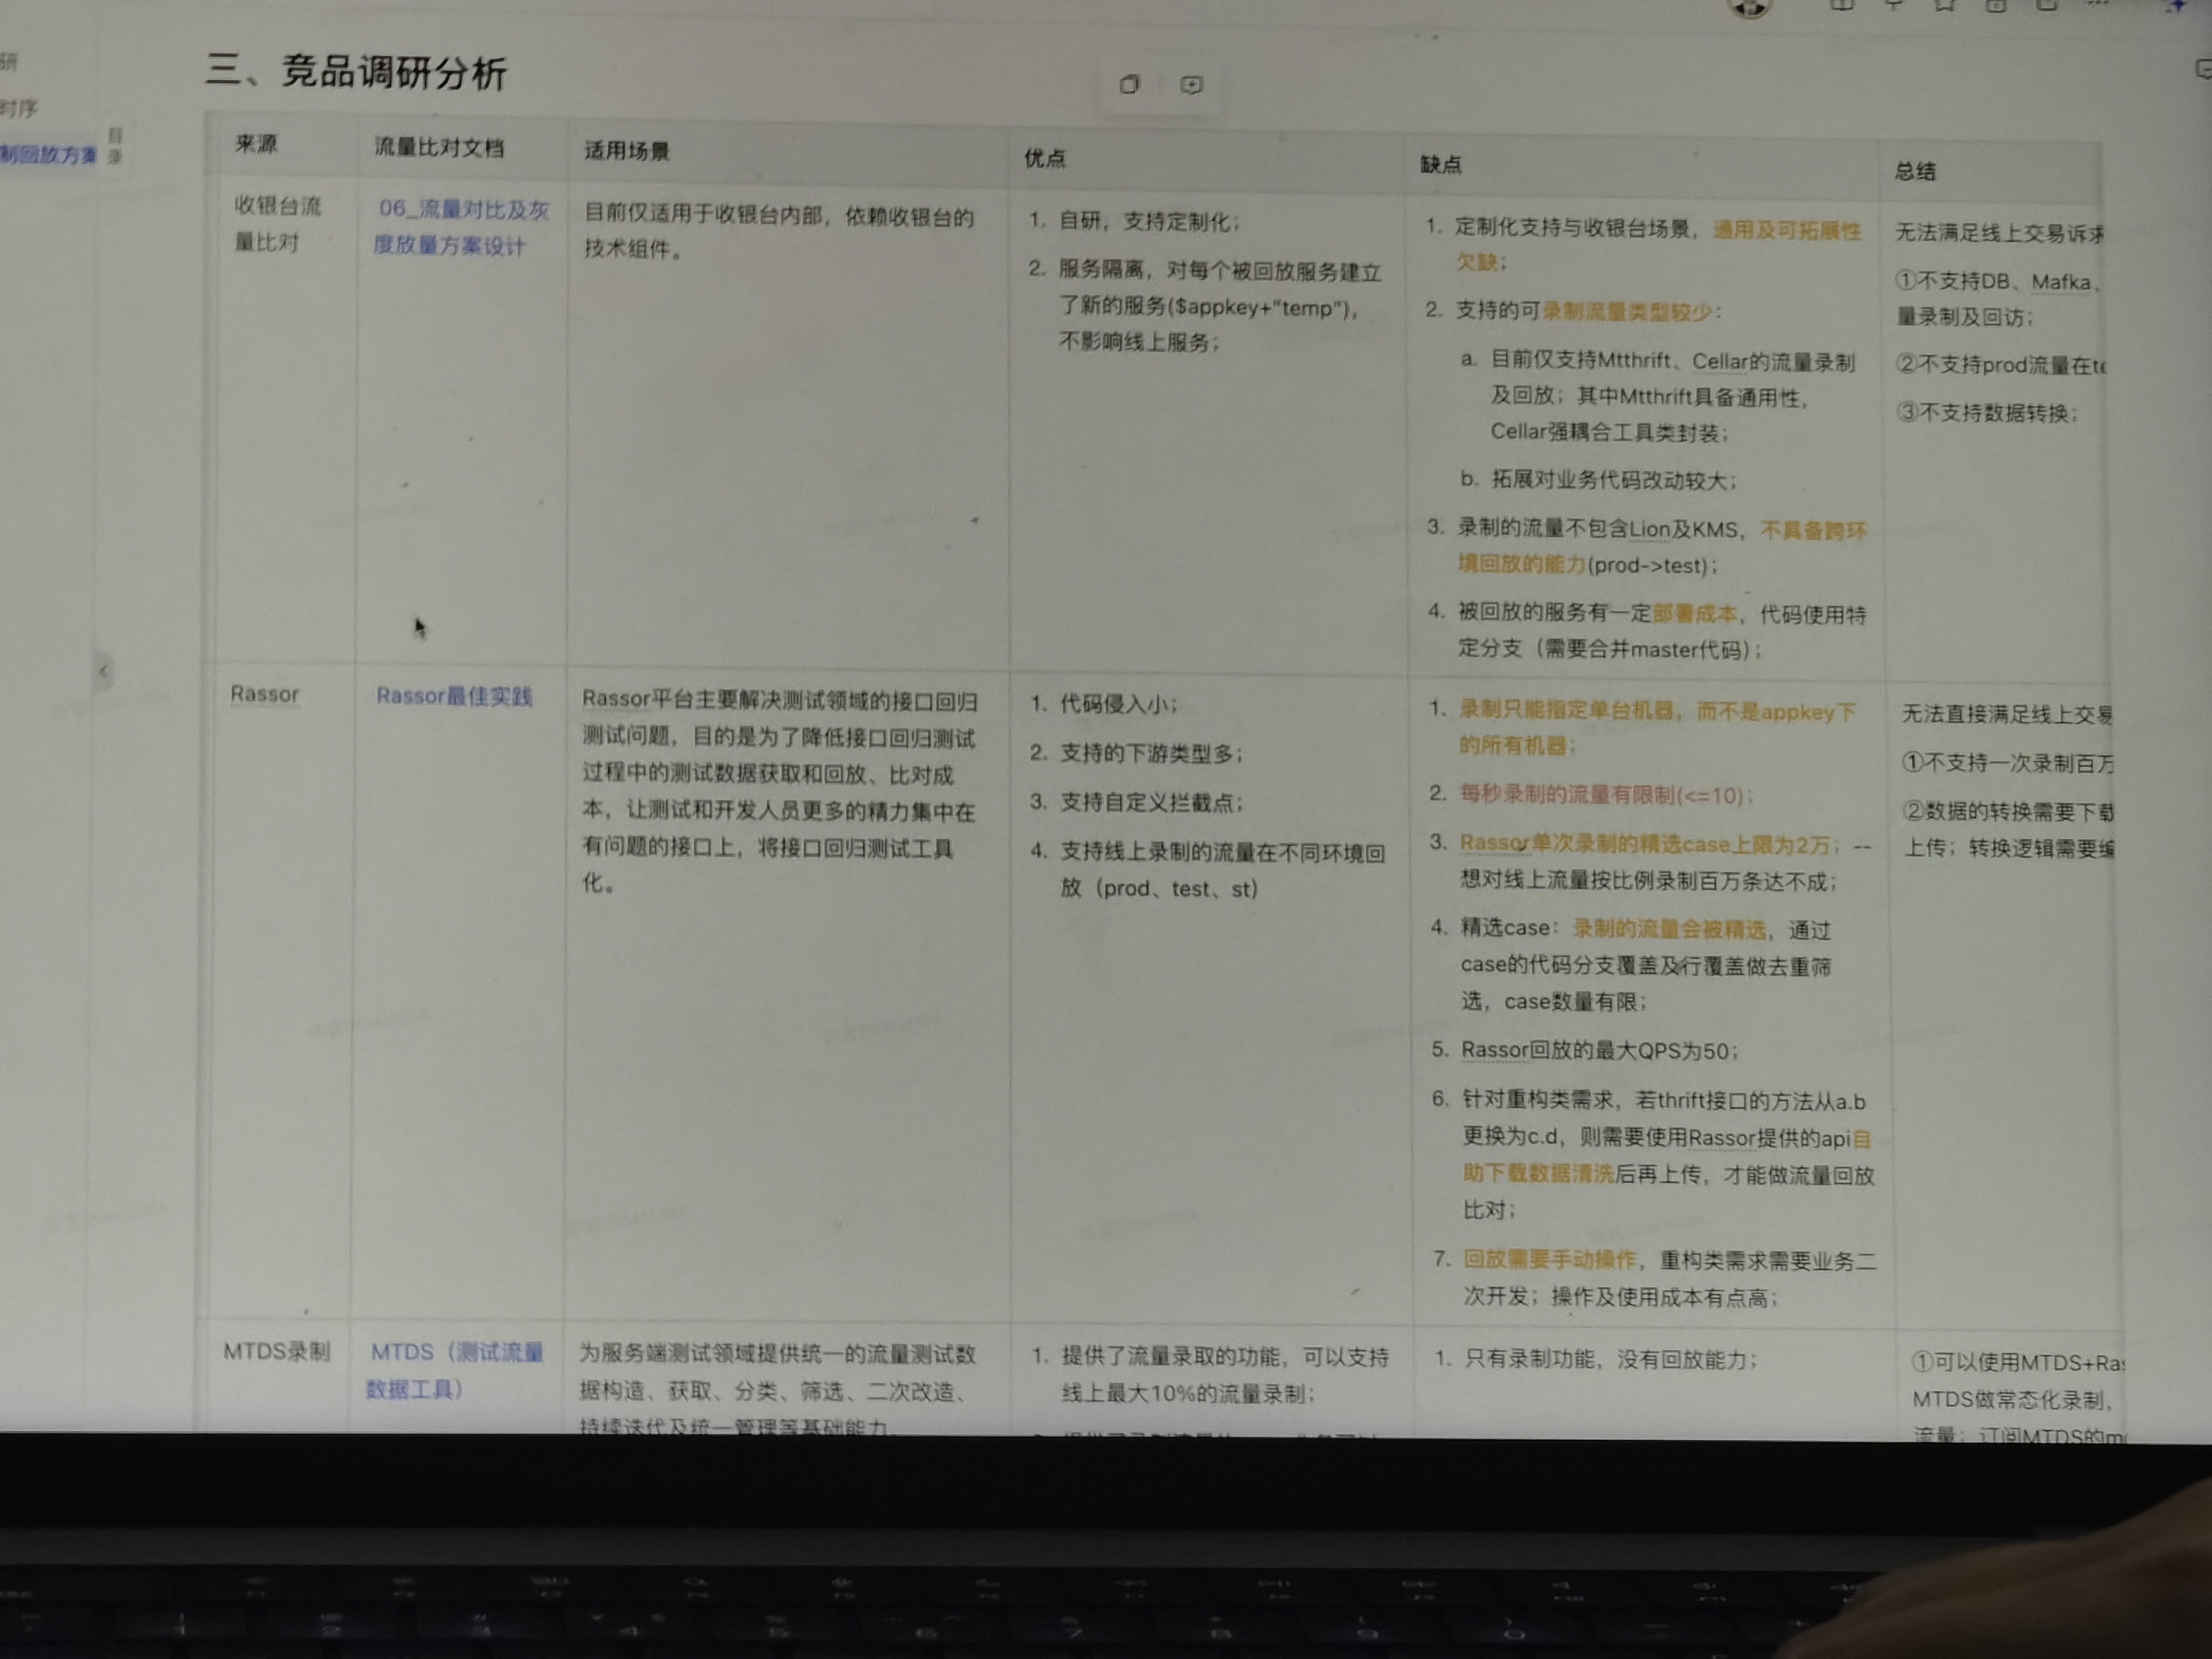 研
时序
制回放方案
目录
三、竞品调研分析
来源
流量比对文档
适用场景
优点
缺点
总结
收银台流
量比对
06_流量对比及灰
度放量方案设计
目前仅适用于收银台内部，依赖收银台的
技术组件。
1. 自研，支持定制化；
2. 服务隔离，对每个被回放服务建立
了新的服务($appkey+"temp")，
不影响线上服务；
1. 定制化支持与收银台场景，通用及可拓展性
欠缺；
2. 支持的可录制流量类型较少：
a. 目前仅支持Mtthrift、Cellar的流量录制
及回放；其中Mtthrift具备通用性，
Cellar强耦合工具类封装；
b. 拓展对业务代码改动较大；
3. 录制的流量不包含Lion及KMS，不具备跨环
境回放的能力(prod->test)；
4. 被回放的服务有一定部署成本，代码使用特
定分支（需要合并master代码）；
无法满足线上交易诉求
①不支持DB、Mafka、
量录制及回访；
②不支持prod流量在te
③不支持数据转换；
Rassor
Rassor最佳实践
Rassor平台主要解决测试领域的接口回归
测试问题，目的是为了降低接口回归测试
过程中的测试数据获取和回放、比对成
本，让测试和开发人员更多的精力集中在
有问题的接口上，将接口回归测试工具
化。
1. 代码侵入小；
2. 支持的下游类型多；
3. 支持自定义拦截点；
4. 支持线上录制的流量在不同环境回
放（prod、test、st）
1. 录制只能指定单台机器，而不是appkey下
的所有机器；
2. 每秒录制的流量有限制(<=10)；
3. Rassor单次录制的精选case上限为2万；--
想对线上流量按比例录制百万条达不成；
4. 精选case：录制的流量会被精选，通过
case的代码分支覆盖及行覆盖做去重筛
选，case数量有限；
5. Rassor回放的最大QPS为50；
6. 针对重构类需求，若thrift接口的方法从a.b
更换为c.d，则需要使用Rassor提供的api自
助下载数据清洗后再上传，才能做流量回放
比对；
7. 回放需要手动操作，重构类需求需要业务二
次开发；操作及使用成本有点高；
无法直接满足线上交易
①不支持一次录制百万
②数据的转换需要下载
上传；转换逻辑需要编
MTDS录制
MTDS（测试流量
数据工具）
为服务端测试领域提供统一的流量测试数
据构造、获取、分类、筛选、二次改造、
持续迭代及统一管理等基础能力
1. 提供了流量录取的功能，可以支持
线上最大10%的流量录制；
1. 只有录制功能，没有回放能力；
①可以使用MTDS+Ras
MTDS做常态化录制，
流量；订阅MTDS的m